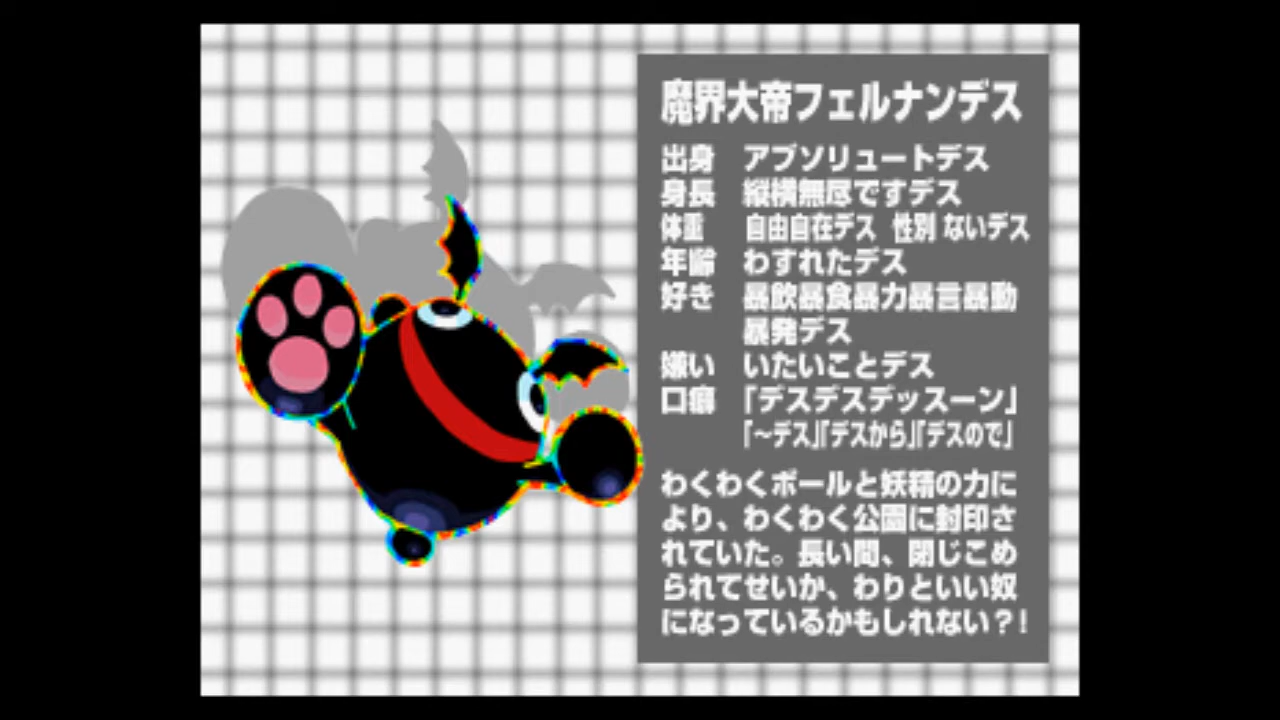 魔界大帝フェルナンデス
出身 アブソリュートデス
身長 縦横無尽ですデス
体重 自由自在デス 性別 ないデス
年齢 わすれたデス
好き 暴飲暴食暴力暴言暴動
暴発デス
嫌い いたいことデス
口癖 「デスデスデッスーン」
「～デス」「デスから」「デスので」
わくわくボールと妖精の力に
より、わくわく公園に封印さ
れていた。長い間、閉じこめ
られてせいか、わりといい奴
になっているかもしれない？！